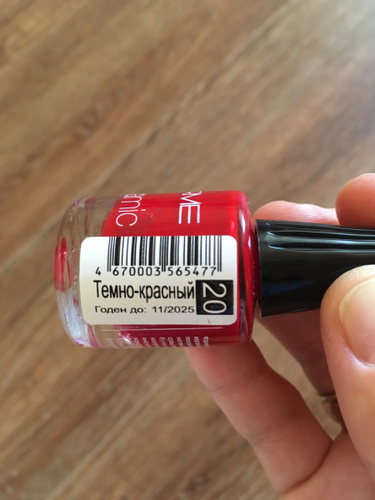 4 670003 565477
Темно-красный
20
Годен до: 11/2025